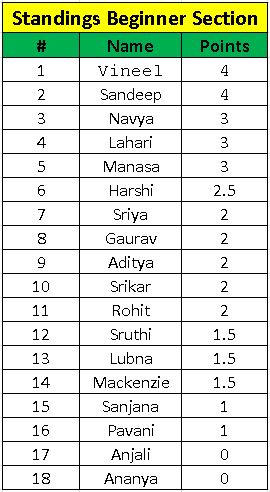 Standings Beginner Section
# Name Points
1 Vineel 4
2 Sandeep 4
3 Navya 3
4 Lahari 3
5 Manasa 3
6 Harshi 2.5
7 Sriya 2
8 Gaurav 2
9 Aditya 2
10 Srikar 2
11 Rohit 2
12 Sruthi 1.5
13 Lubna 1.5
14 Mackenzie 1.5
15 Sanjana 1
16 Pavani 1
17 Anjali 0
18 Ananya 0